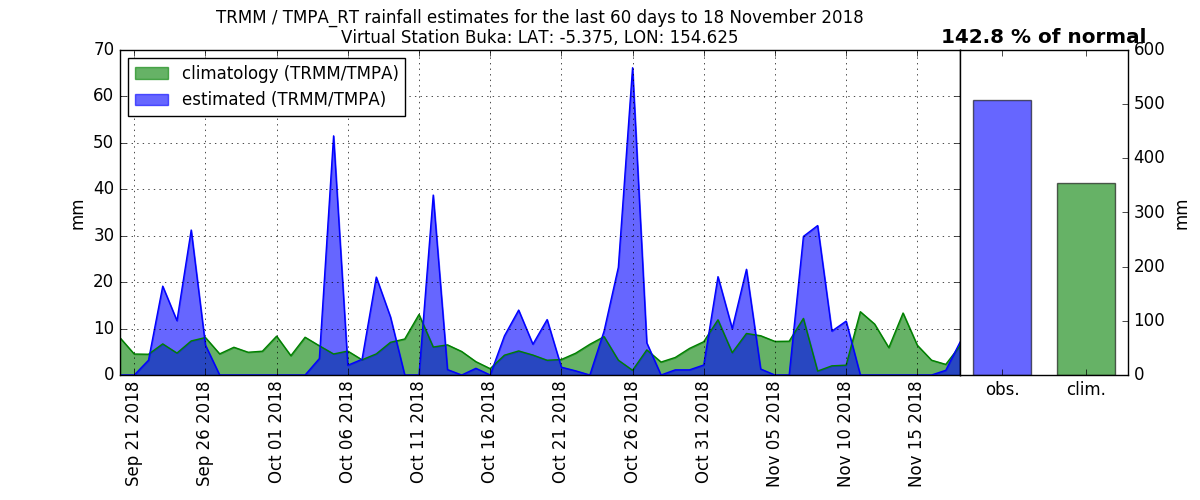 TRMM / TMPA_RT rainfall estimates for the last 60 days to 18 November 2018
Virtual Station Buka: LAT: -5.375, LON: 154.625
142.8 % of normal
climatology (TRMM/TMPA)
estimated (TRMM/TMPA)
70
60
50
40
30
20
10
0
mm
Sep 21 2018
Sep 26 2018
Oct 01 2018
Oct 06 2018
Oct 11 2018
Oct 16 2018
Oct 21 2018
Oct 26 2018
Oct 31 2018
Nov 05 2018
Nov 10 2018
Nov 15 2018
obs.
clim.
600
500
400
300
200
100
0
mm